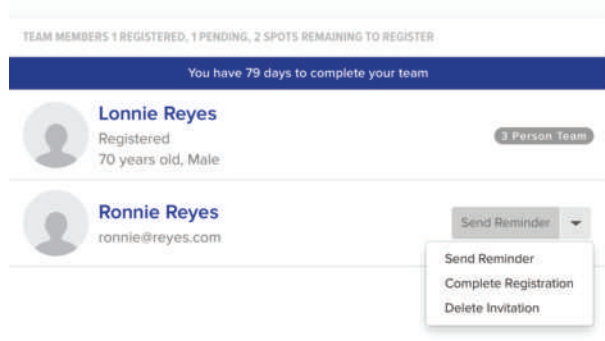 TEAM MEMBERS 1 REGISTERED, 1 PENDING, 2 SPOTS REMAINING TO REGISTER
You have 79 days to complete your team
Lonnie Reyes
Registered
3 Person Team
70 years old, Male
Ronnie Reyes
Send Reminder
ronnie@reyes.com
Send Reminder
Complete Registration
Delete Invitation